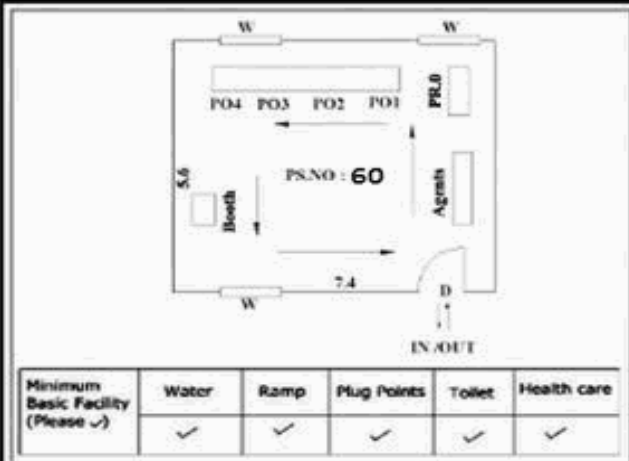 W W
PO4 PO3 PO2 PO1
PR.0
5.6
PS.NO : 60
Booth
Agents
7.4
W
D
IN /OUT
Minimum Basic Facility (Please ✓) Water Ramp Plug Points Toilet Health care
✓ ✓ ✓ ✓ ✓